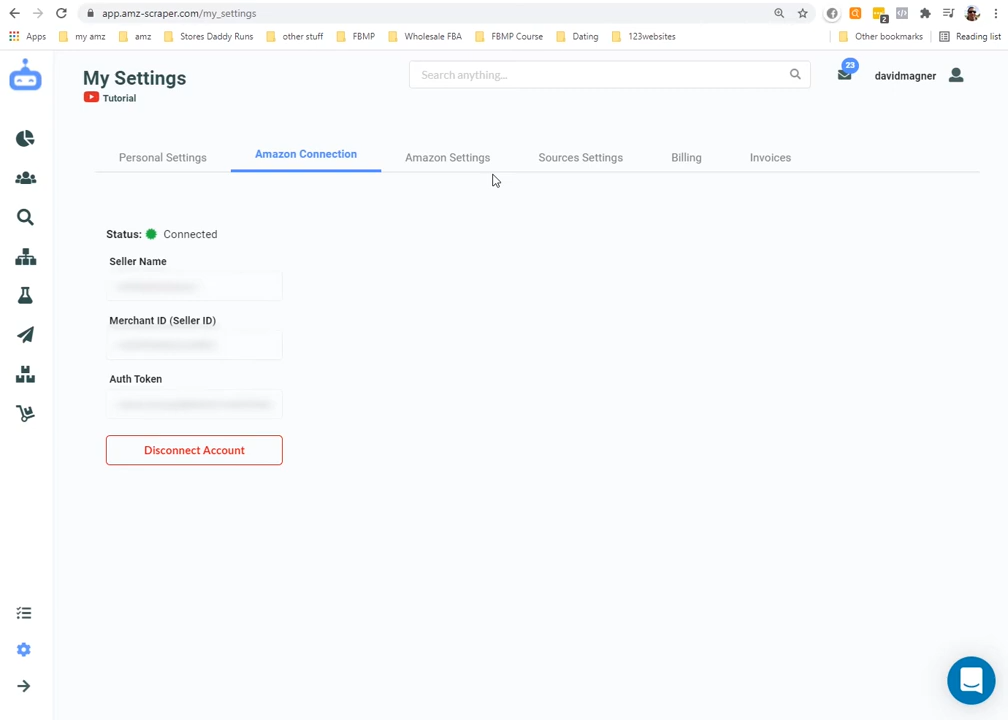 app.amz-scraper.com/my_settings
2
Apps my amz amz Stores Daddy Runs other stuff FBMP Wholesale FBA FBMP Course Dating 123websites Other bookmarks Reading list
My Settings
Search anything...
23
davidmagner
Tutorial
Personal Settings Amazon Connection Amazon Settings Sources Settings Billing Invoices
Status: Connected
Seller Name
Merchant ID (Seller ID)
Auth Token
Disconnect Account